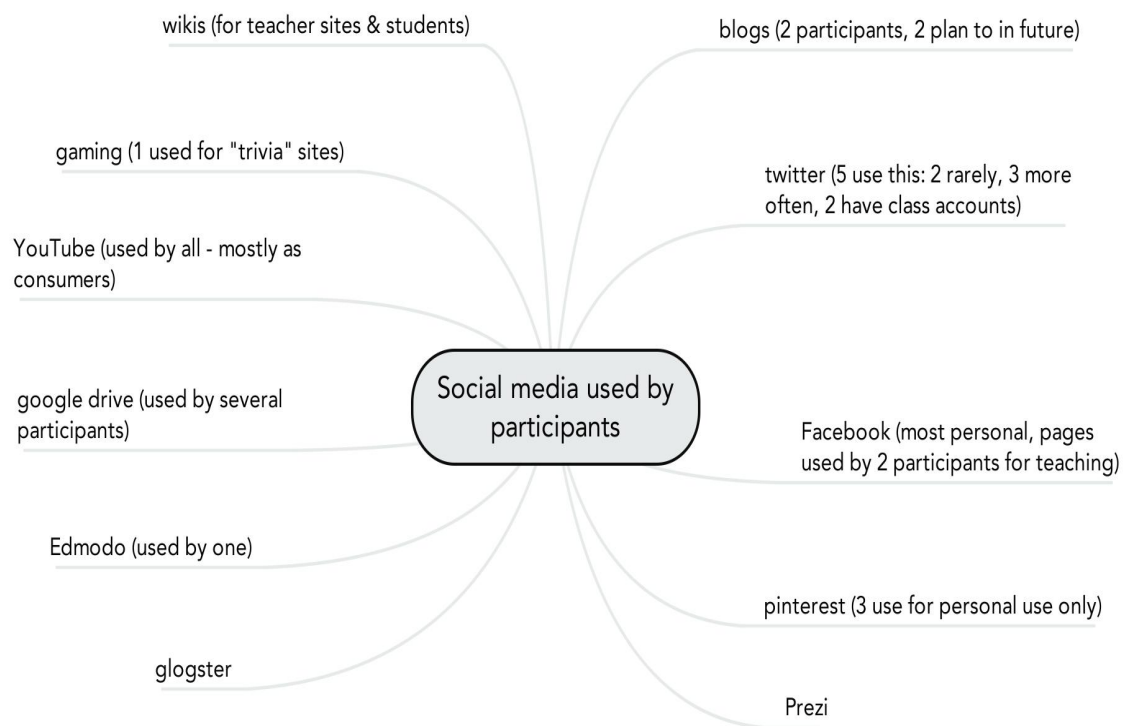 wikis (for teacher sites & students)
blogs (2 participants, 2 plan to in future)
gaming (1 used for "trivia" sites)
twitter (5 use this: 2 rarely, 3 more
often, 2 have class accounts)
YouTube (used by all - mostly as
consumers)
Social media used by
participants
google drive (used by several
participants)
Facebook (most personal, pages
used by 2 participants for teaching)
Edmodo (used by one)
pinterest (3 use for personal use only)
glogster
Prezi